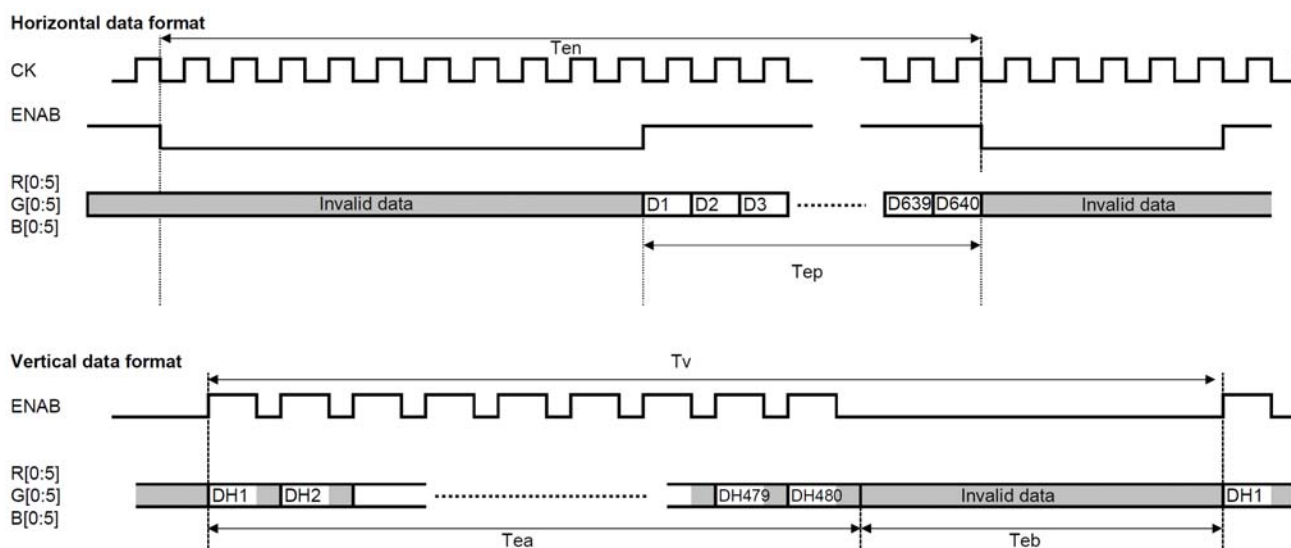 Horizontal data format
Ten
CK
ENAB
R[0:5]
G[0:5]
B[0:5]
Invalid data D1 D2 D3 D639 D640 Invalid data
Tep
Vertical data format
Tv
ENAB
R[0:5]
G[0:5]
B[0:5]
DH1 DH2 DH479 DH480 Invalid data DH1
Tea Teb